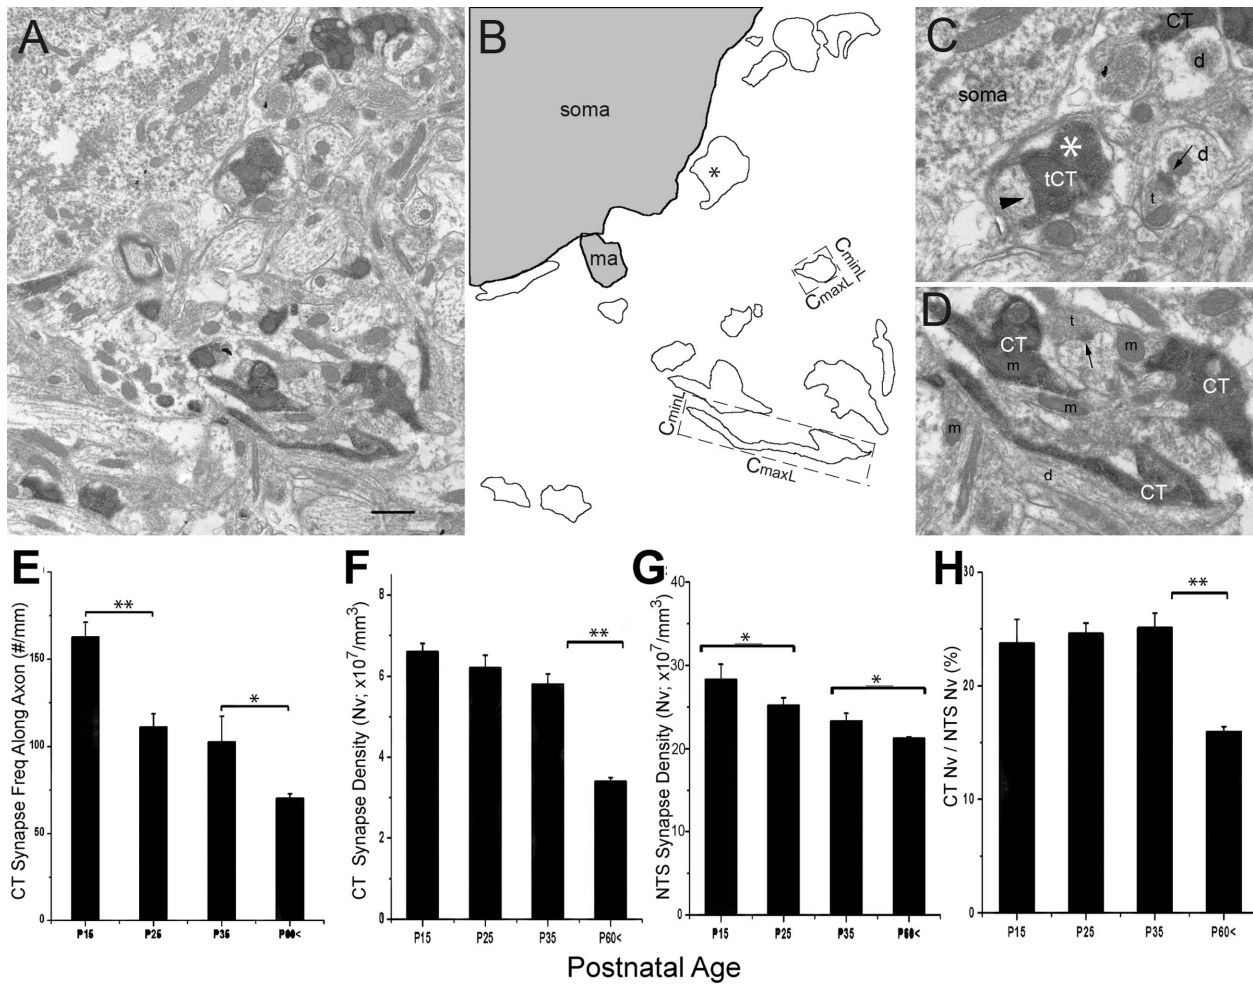 A
B
soma
*
ma
CminL
CmaxL
CminL
CmaxL
C
CT
d
soma
*
d
tCT
t
D
t
CT
m
m
CT
m
m
CT
d
E
CT Synapse Freq Along Axon (#/mm)
150
100
50
0
**
*
P15
P25
P35
P60<
F
CT Synapse Density (Nv; x10⁷/mm³)
8
6
4
2
0
**
P15
P25
P35
P60<
G
NTS Synapse Density (Nv; x10⁷/mm³)
40
30
20
10
0
*
*
P15
P25
P35
P60<
H
CT Nv / NTS Nv (%)
30
20
10
0
**
P15
P25
P35
P60<
Postnatal Age